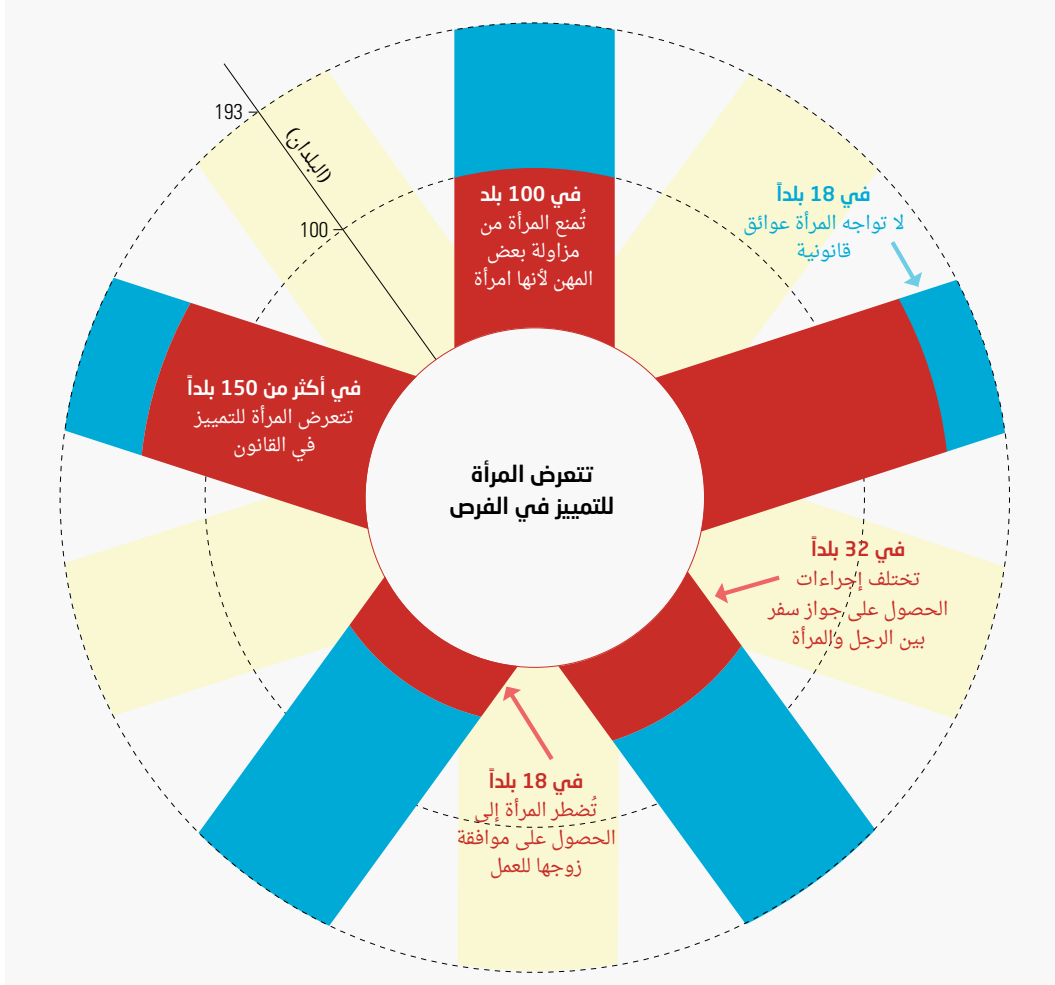 193
(البلدان)
100
في 100 بلد
تُمنع المرأة من
مزاولة بعض
المهن لأنها امرأة
في 18 بلداً
لا تواجه المرأة عوائق
قانونية
في أكثر من 150 بلداً
تتعرض المرأة للتمييز
في القانون
تتعرض المرأة
للتمييز في الفرص
في 32 بلداً
تختلف إجراءات
الحصول على جواز سفر
بين الرجل والمرأة
في 18 بلداً
تُضطر المرأة إلى
الحصول على موافقة
زوجها للعمل